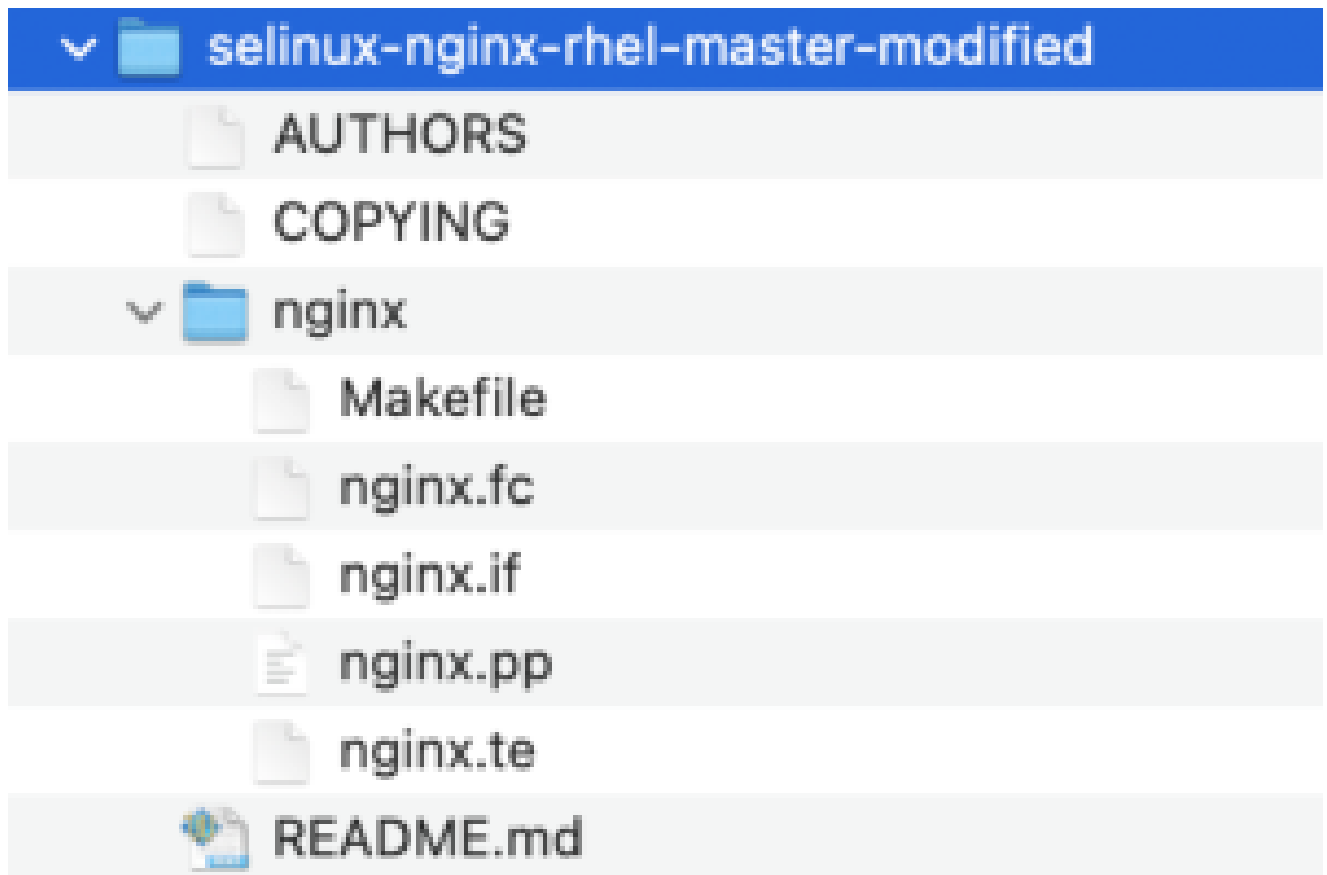 selinux-nginx-rhel-master-modified
AUTHORS
COPYING
nginx
Makefile
nginx.fc
nginx.if
nginx.pp
nginx.te
README.md